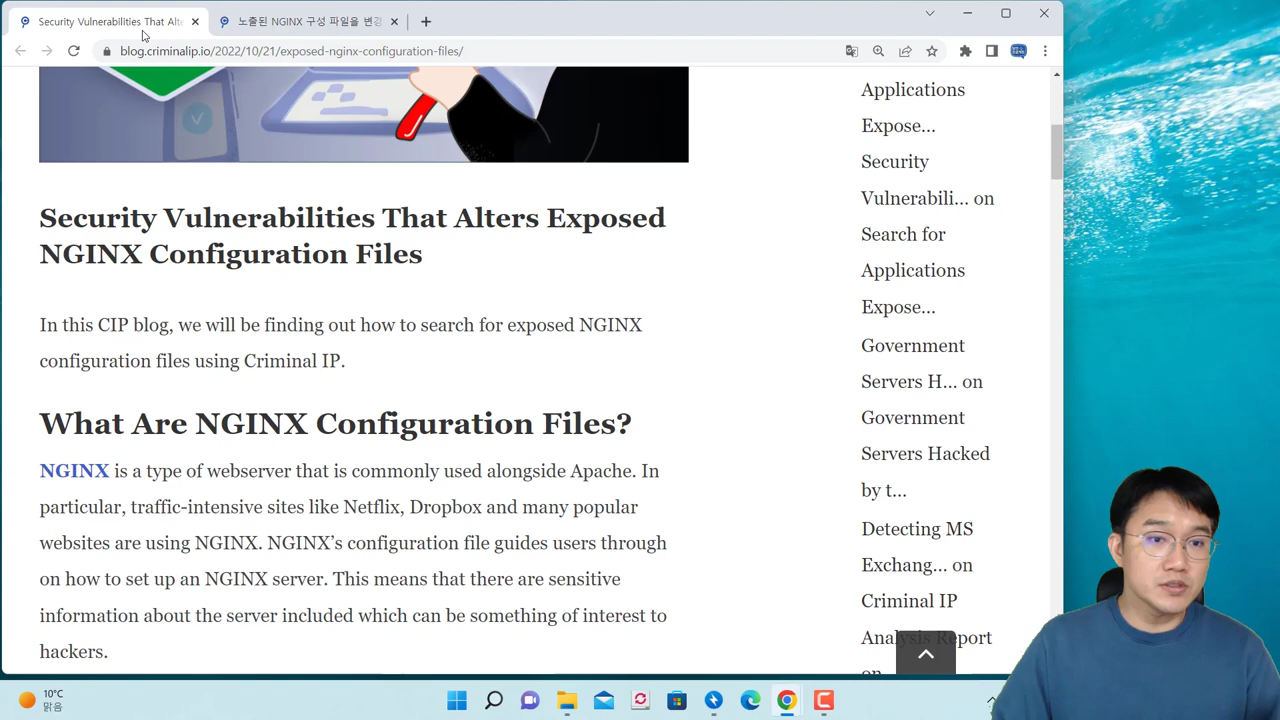 Security Vulnerabilities That Alte
노출된 NGINX 구성 파일을 변경
blog.criminalip.io/2022/10/21/exposed-nginx-configuration-files/
Security Vulnerabilities That Alters Exposed
NGINX Configuration Files
In this CIP blog, we will be finding out how to search for exposed NGINX
configuration files using Criminal IP.
What Are NGINX Configuration Files?
NGINX is a type of webserver that is commonly used alongside Apache. In
particular, traffic-intensive sites like Netflix, Dropbox and many popular
websites are using NGINX. NGINX's configuration file guides users through
on how to set up an NGINX server. This means that there are sensitive
information about the server included which can be something of interest to
hackers.
Applications
Expose...
Security
Vulnerabili... on
Search for
Applications
Expose...
Government
Servers H... on
Government
Servers Hacked
by t...
Detecting MS
Exchang... on
Criminal IP
Analysis Report
on
10°C
맑음